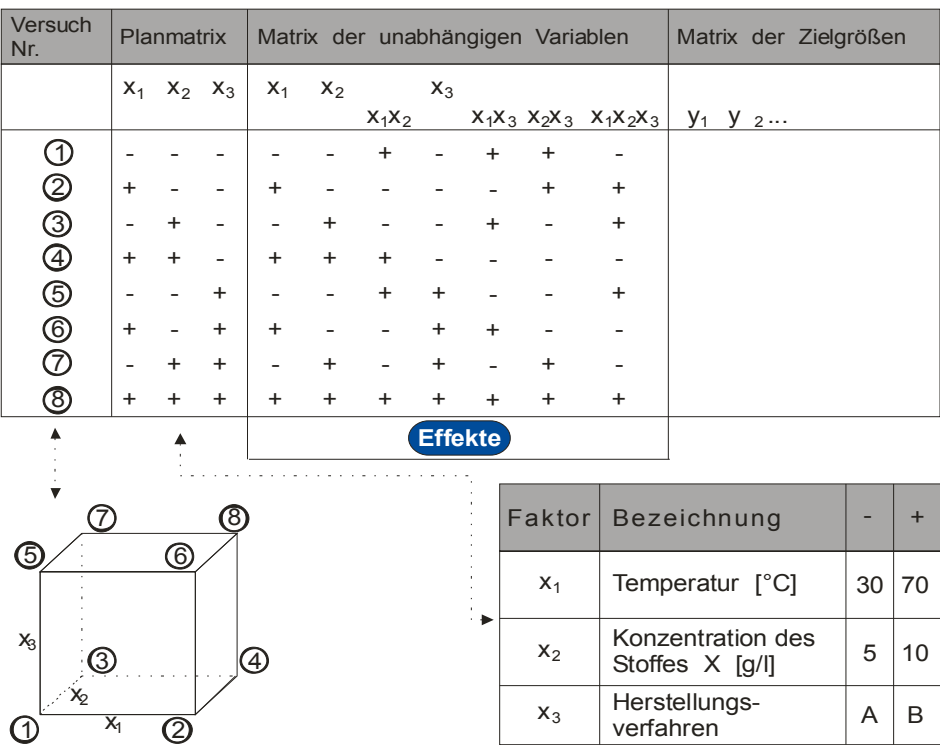 Versuch Nr. Planmatrix Matrix der unabhängigen Variablen Matrix der Zielgrößen
x₁ x₂ x₃ x₁ x₂ x₃
x₁x₂ x₁x₃ x₂x₃ x₁x₂x₃ y₁ y ₂...
① - - - - - + - + + -
② + - - + - - - - + +
③ - + - - + - - + - +
④ + + - + + + - - - -
⑤ - - + - - + + - - +
⑥ + - + + - - + + - -
⑦ - + + - + - + - + -
⑧ + + + + + + + + + +
Effekte
⑦ ⑧
⑤ ⑥
x₃
③ ④
x₂
① x₁ ②
Faktor Bezeichnung - +
x₁ Temperatur [°C] 30 70
x₂ Konzentration des
Stoffes X [g/l] 5 10
x₃ Herstellungs-
verfahren A B